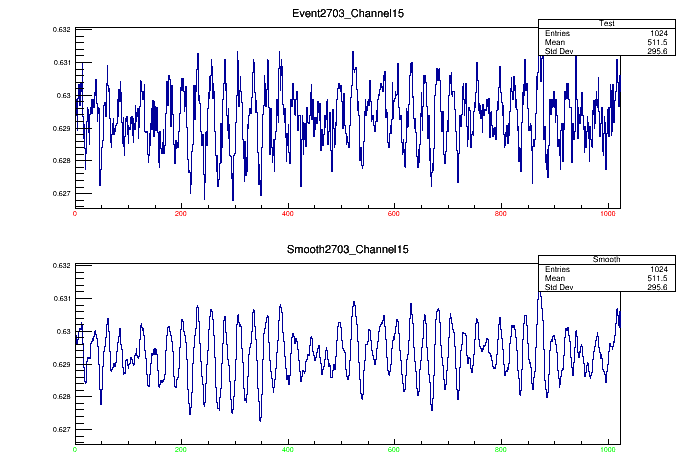 Event2703_Channel15
Test
Entries 1024
Mean 511.5
Std Dev 295.6
0.632
0.631
0.63
0.629
0.628
0.627
0 200 400 600 800 1000
Smooth2703_Channel15
Smooth
Entries 1024
Mean 511.5
Std Dev 295.6
0.632
0.631
0.63
0.629
0.628
0.627
0 200 400 600 800 1000